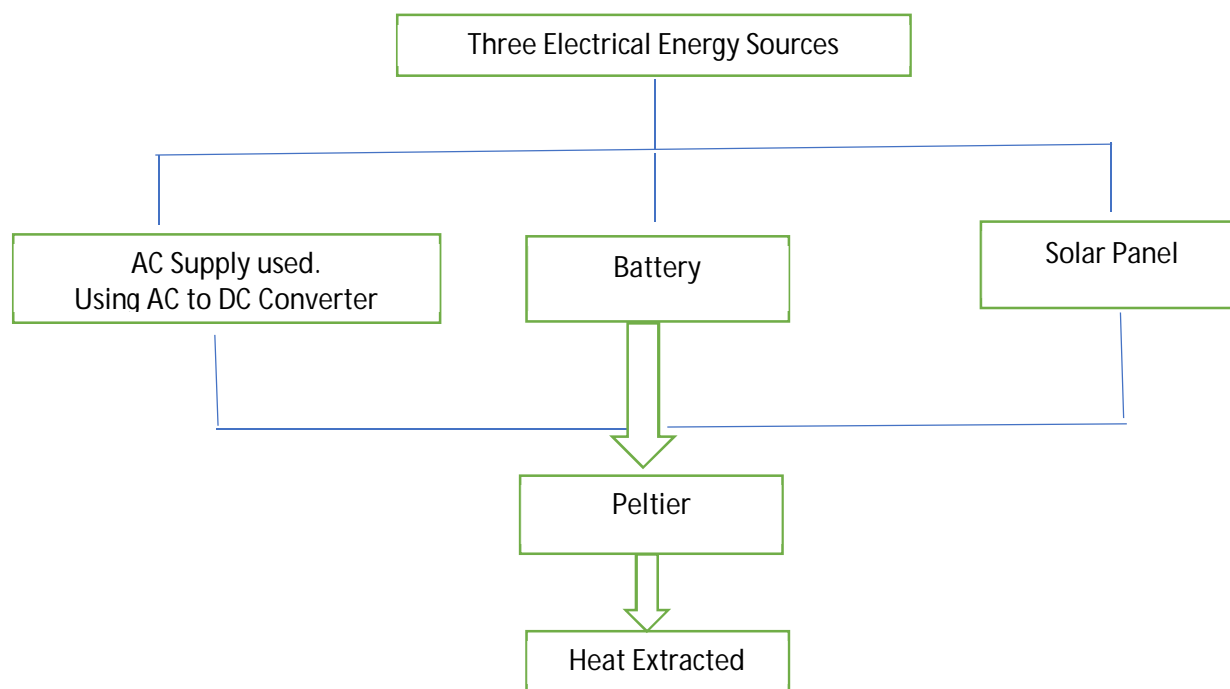 Three Electrical Energy Sources
AC Supply used.
Using AC to DC Converter
Battery
Solar Panel
Peltier
Heat Extracted